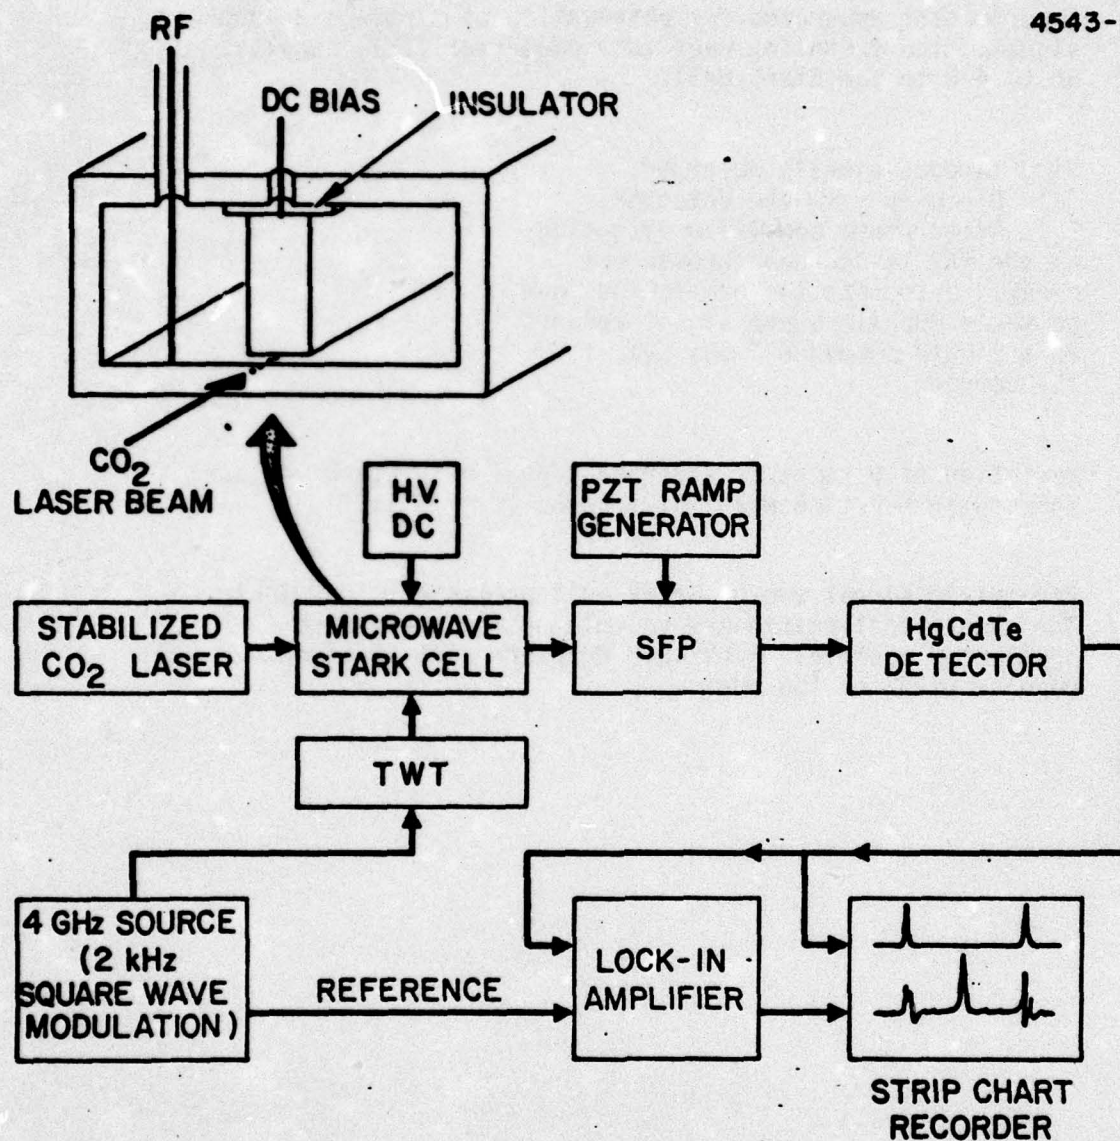 4543-
RF
DC BIAS
INSULATOR
CO2
LASER BEAM
H.V.
DC
PZT RAMP
GENERATOR
STABILIZED
CO2 LASER
MICROWAVE
STARK CELL
SFP
HgCdTe
DETECTOR
TWT
4 GHz SOURCE
(2 kHz
SQUARE WAVE
MODULATION)
REFERENCE
LOCK-IN
AMPLIFIER
STRIP CHART
RECORDER